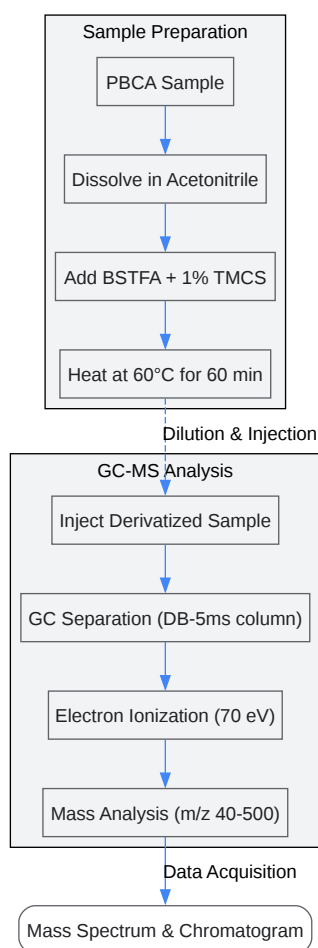 Sample Preparation
PBCA Sample
Dissolve in Acetonitrile
Add BSTFA + 1% TMCS
Heat at 60°C for 60 min
Dilution & Injection
GC-MS Analysis
Inject Derivatized Sample
GC Separation (DB-5ms column)
Electron Ionization (70 eV)
Mass Analysis (m/z 40-500)
Data Acquisition
Mass Spectrum & Chromatogram